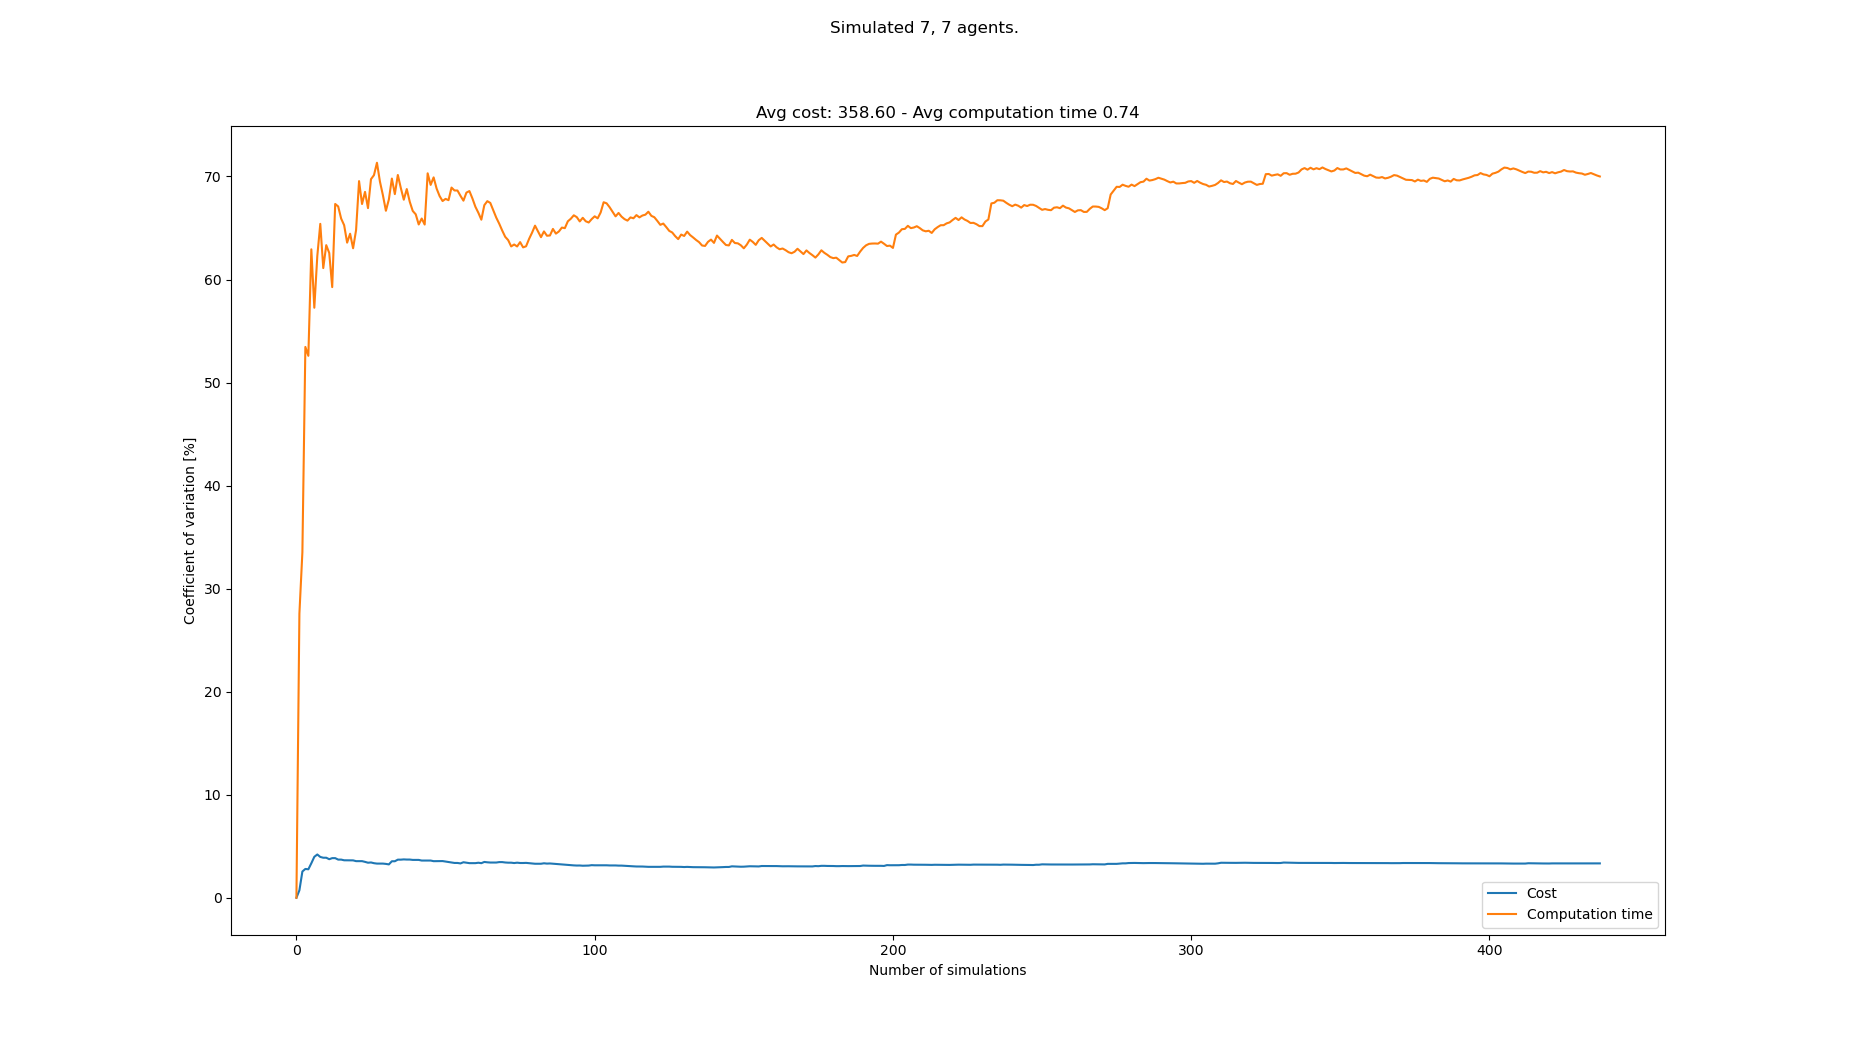 Simulated 7, 7 agents.
Avg cost: 358.60 - Avg computation time 0.74
Coefficient of variation [%]
70
60
50
40
30
20
10
0
0 100 200 300 400
Number of simulations
Cost
Computation time